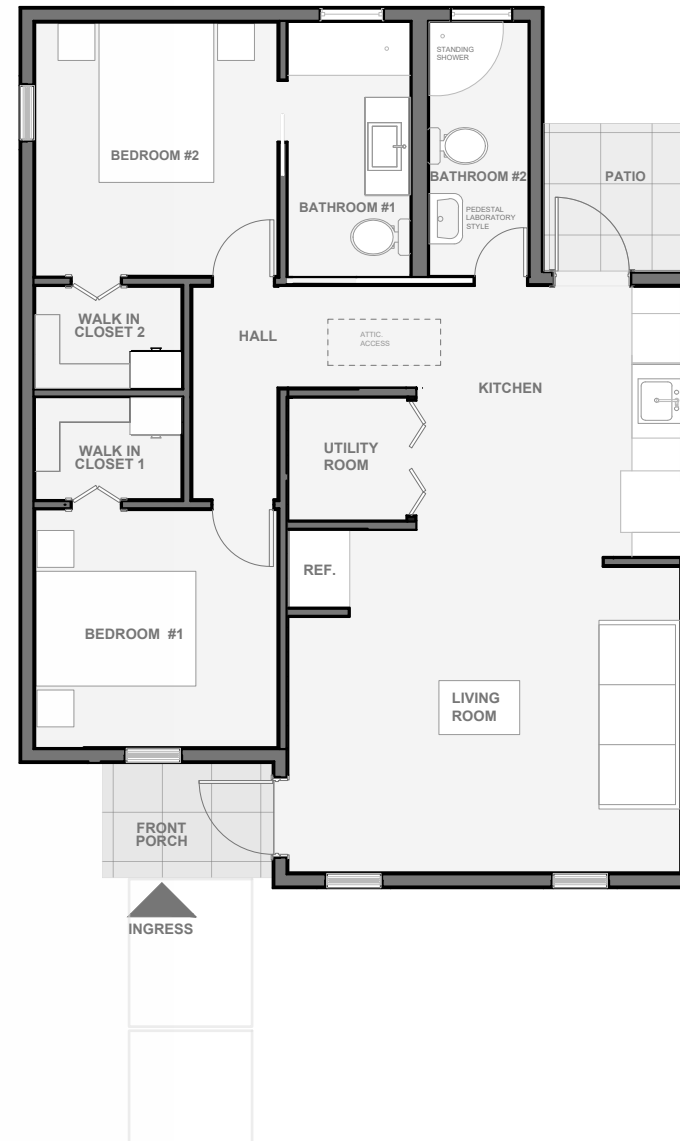 STANDING
SHOWER
BEDROOM #2
BATHROOM #2
PATIO
BATHROOM #1
PEDESTAL
LABORATORY
STYLE
WALK IN
CLOSET 2
HALL
ATTIC.
ACCESS
KITCHEN
WALK IN
CLOSET 1
UTILITY
ROOM
REF.
BEDROOM #1
LIVING
ROOM
FRONT
PORCH
INGRESS